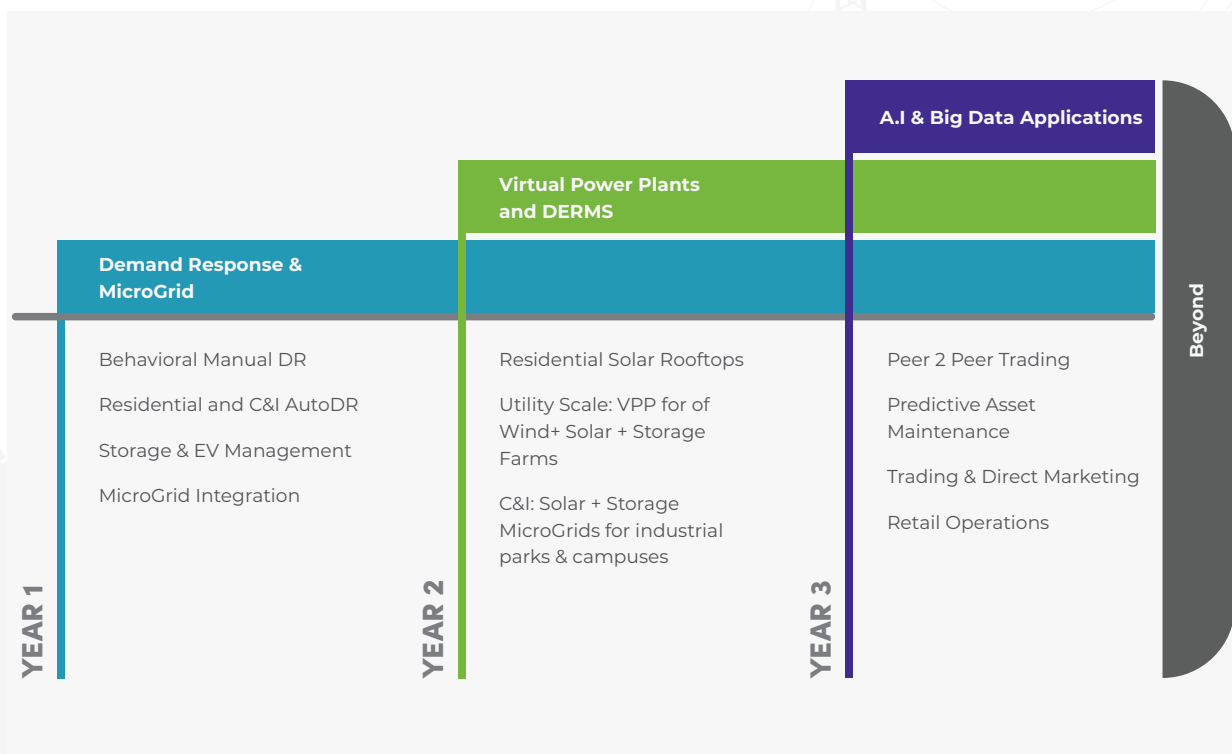 A.I & Big Data Applications
Virtual Power Plants
and DERMS
Demand Response &
MicroGrid
YEAR 1
Behavioral Manual DR
Residential and C&I AutoDR
Storage & EV Management
MicroGrid Integration
YEAR 2
Residential Solar Rooftops
Utility Scale: VPP for of
Wind+ Solar + Storage
Farms
C&I: Solar + Storage
MicroGrids for industrial
parks & campuses
YEAR 3
Peer 2 Peer Trading
Predictive Asset
Maintenance
Trading & Direct Marketing
Retail Operations
Beyond